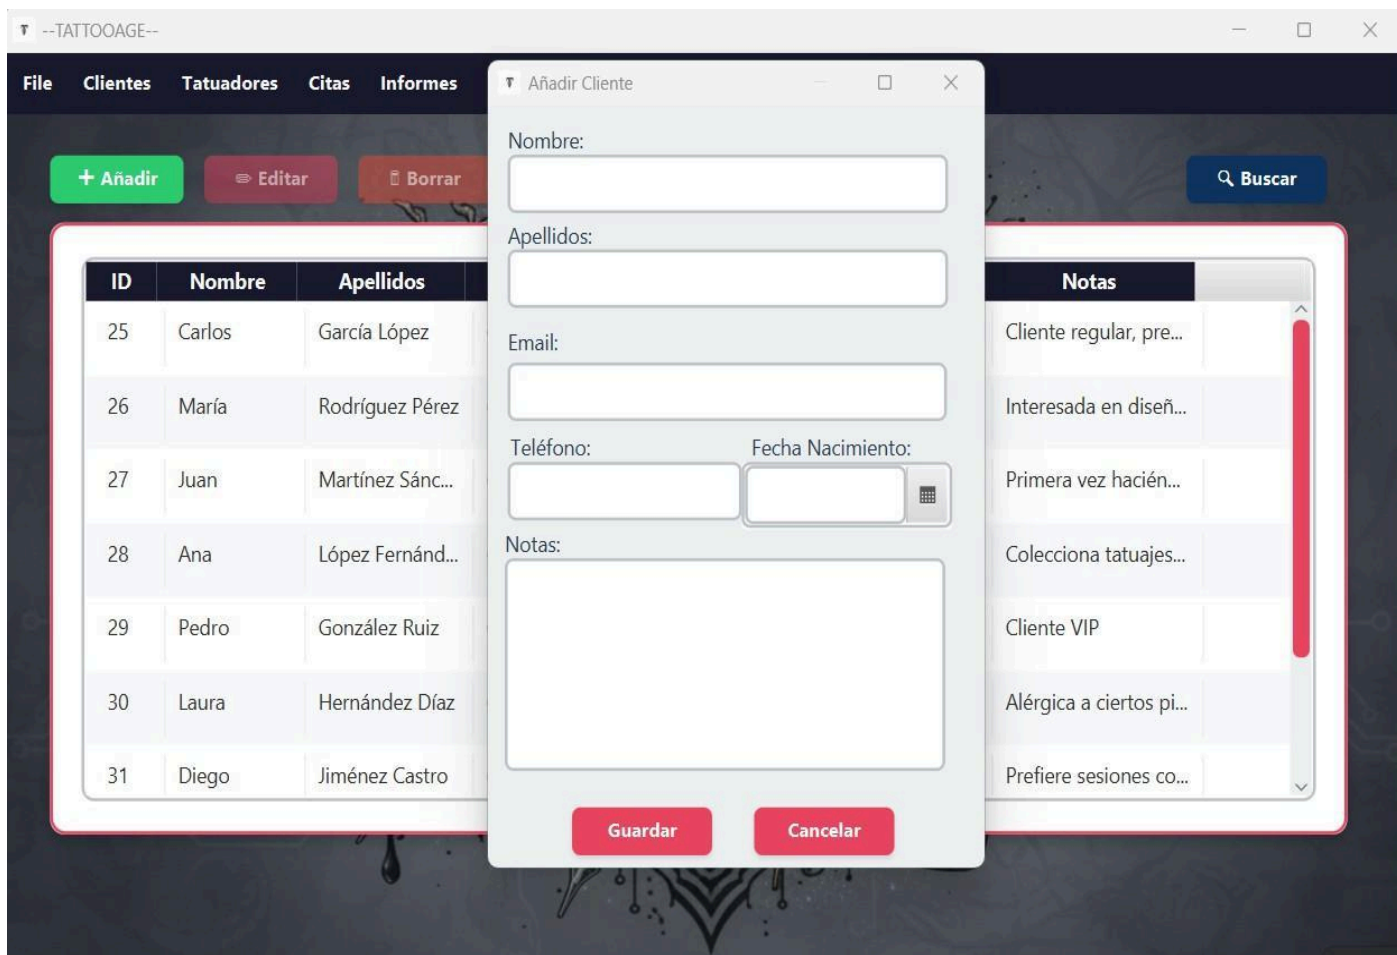 --TATTOOAGE--
File Clientes Tatuadores Citas Informes
Añadir Cliente
+ Añadir
Editar
Borrar
Buscar
Nombre:
Apellidos:
Email:
Teléfono: Fecha Nacimiento:
Notas:
Guardar Cancelar
ID Nombre Apellidos Notas
25 Carlos García López Cliente regular, pre...
26 María Rodríguez Pérez Interesada en diseñ...
27 Juan Martínez Sánc... Primera vez hacién...
28 Ana López Fernánd... Colecciona tatuajes...
29 Pedro González Ruiz Cliente VIP
30 Laura Hernández Díaz Alérgica a ciertos pi...
31 Diego Jiménez Castro Prefiere sesiones co...